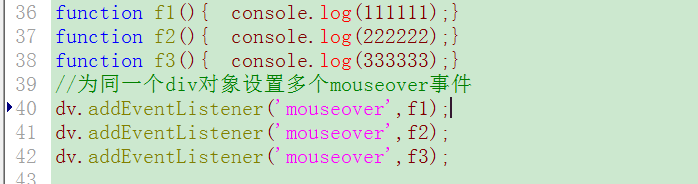 36 function f1(){  console.log(111111);}
37 function f2(){  console.log(222222);}
38 function f3(){  console.log(333333);}
39 //为同一个div对象设置多个mouseover事件
40 dv.addEventListener('mouseover',f1);
41 dv.addEventListener('mouseover',f2);
42 dv.addEventListener('mouseover',f3);
43